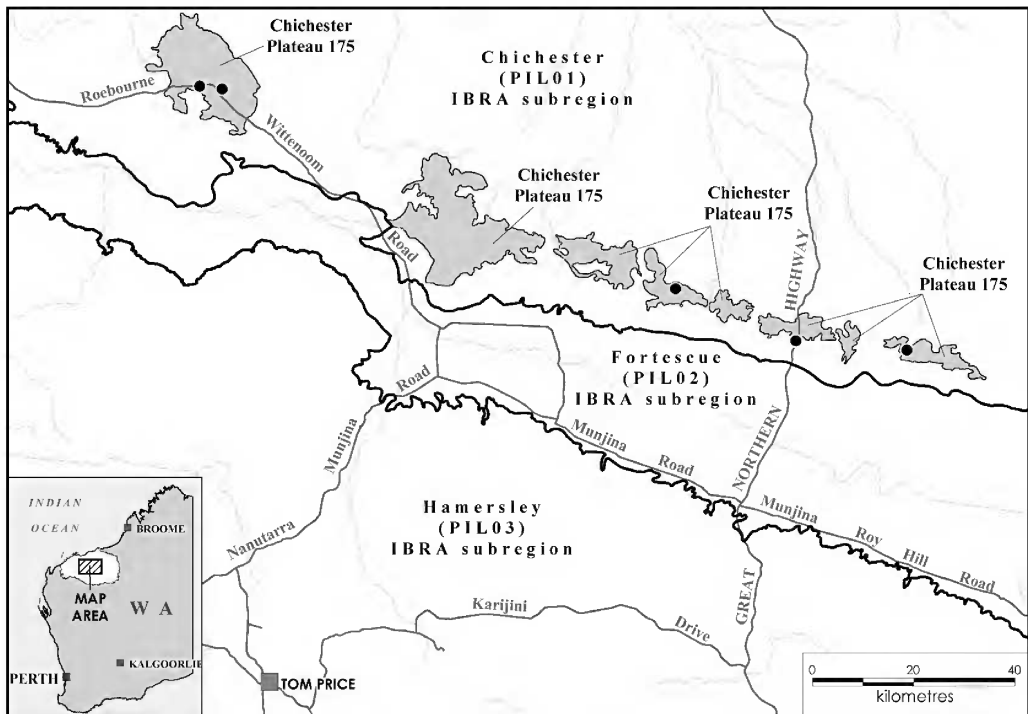 Chichester
Plateau 175
Chichester
(PIL01)
IBRA subregion
Roebourne
Wittenoom
Road
Chichester
Plateau 175
Chichester
Plateau 175
HIGHWAY
Chichester
Plateau 175
Fortescue
(PIL02)
IBRA subregion
Road
Munjina
Munjina
Road
NORTHERN
Hamersley
(PIL03)
IBRA subregion
Munjina
Roy
Hill
Road
Nanutarra
GREAT
Karijini
Drive
TOM PRICE
INDIAN
OCEAN
BROOME
MAP
AREA
W A
KALGOORLIE
PERTH
0 20 40
kilometres